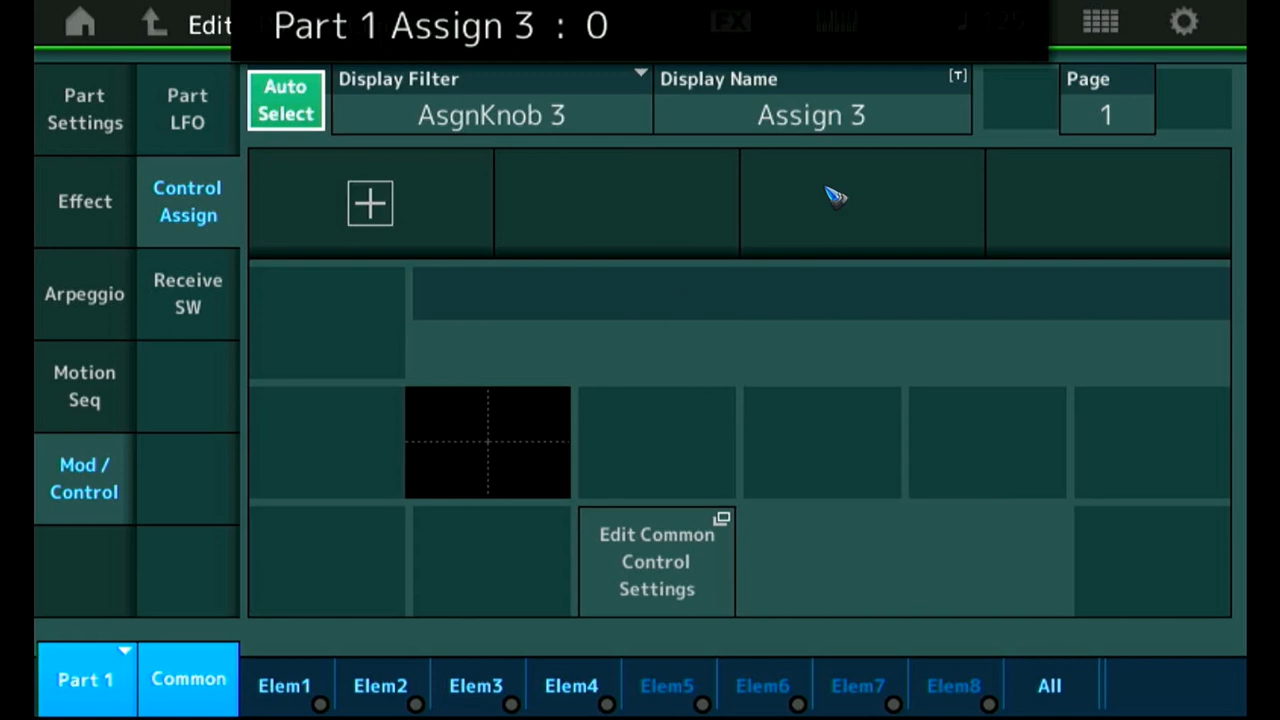 Edit
Part 1 Assign 3 : 0
FX
Part
Settings
Part
LFO
Auto
Select
Display Filter
AsgnKnob 3
Display Name
[T]
Assign 3
Page
1
Effect
Control
Assign
Arpeggio
Receive
SW
Motion
Seq
Mod /
Control
Edit Common
Control
Settings
Part 1
Common
Elem1
Elem2
Elem3
Elem4
Elem5
Elem6
Elem7
Elem8
All